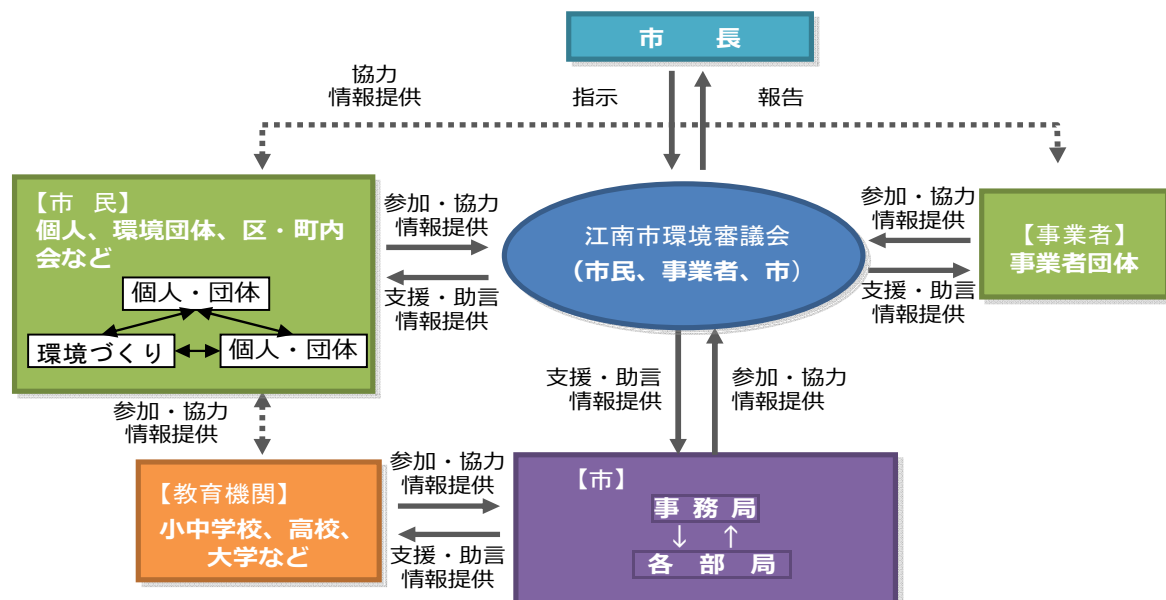 市　長
協力
情報提供
指示
報告
【市　民】
個人、環境団体、区・町内
会など
個人・団体
環境づくり
個人・団体
参加・協力
情報提供
支援・助言
情報提供
江南市環境審議会
（市民、事業者、市）
参加・協力
情報提供
支援・助言
情報提供
【事業者】
事業者団体
参加・協力
情報提供
支援・助言
情報提供
参加・協力
情報提供
【教育機関】
小中学校、高校、
大学など
参加・協力
情報提供
支援・助言
情報提供
【市】
事 務 局
↓　↑
各　部　局